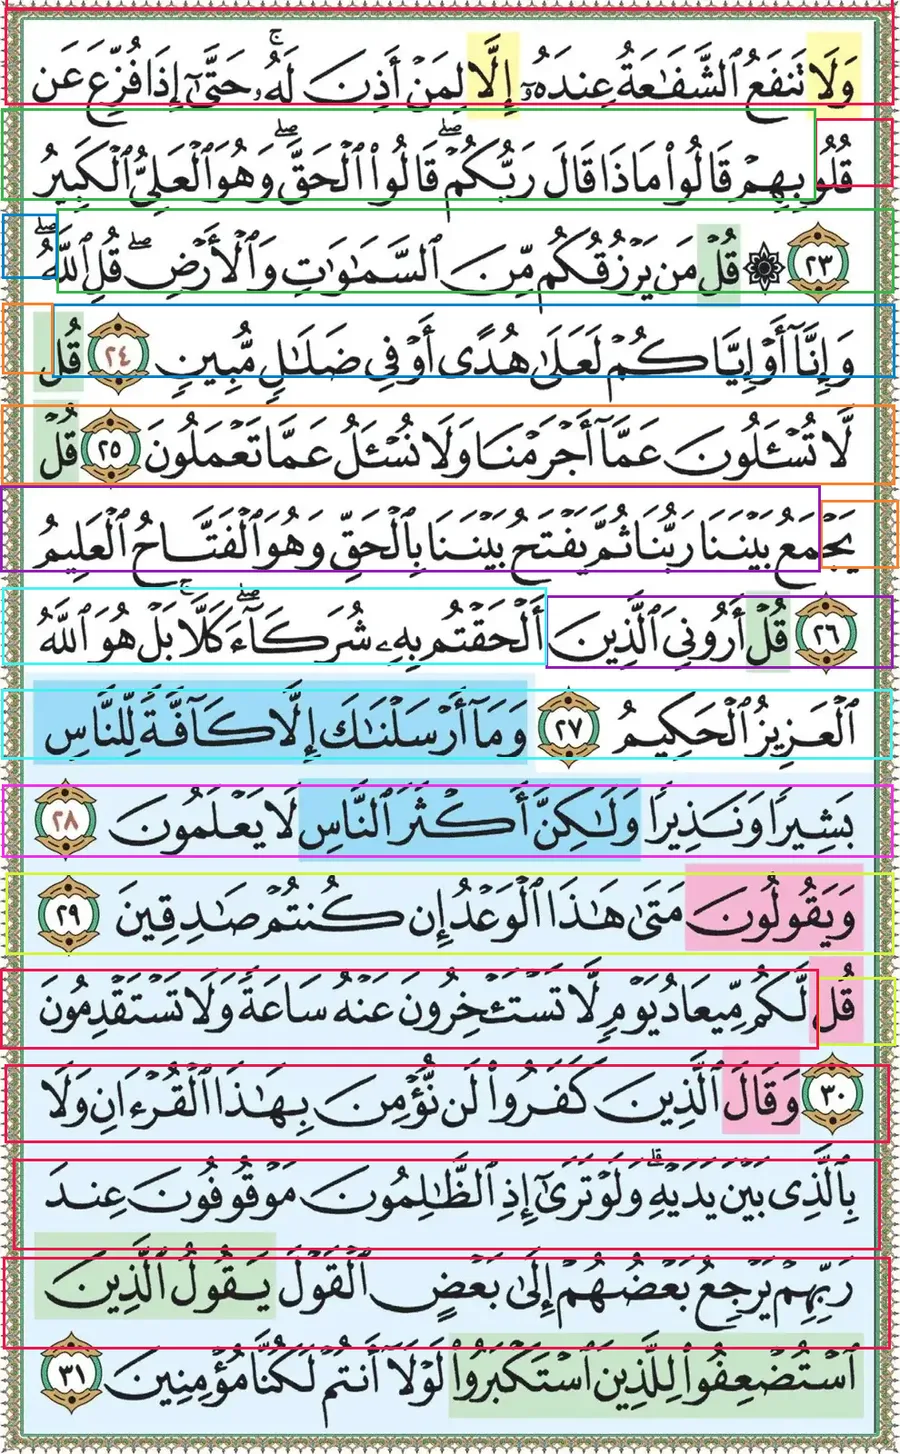 وَلَا تَنفَعُ ٱلشَّفَٰعَةُ عِندَهُۥٓ إِلَّا لِمَنْ أَذِنَ لَهُۥۚ حَتَّىٰٓ إِذَا فُزِّعَ عَن
قُلُوبِهِمْ قَالُوا۟ مَاذَا قَالَ رَبُّكُمْۖ قَالُوا۟ ٱلْحَقَّۖ وَهُوَ ٱلْعَلِىُّ ٱلْكَبِيرُ
٢٣ ۞ قُلْ مَن يَرْزُقُكُم مِّنَ ٱلسَّمَٰوَٰتِ وَٱلْأَرْضِۖ قُلِ ٱللَّهُۖ
وَإِنَّآ أَوْ إِيَّاكُمْ لَعَلَىٰ هُدًى أَوْ فِى ضَلَٰلٍ مُّبِينٍ ٢٤ قُل
لَّا تُسْـَٔلُونَ عَمَّآ أَجْرَمْنَا وَلَا نُسْـَٔلُ عَمَّا تَعْمَلُونَ ٢٥ قُلْ
يَجْمَعُ بَيْنَنَا رَبُّنَا ثُمَّ يَفْتَحُ بَيْنَنَا بِٱلْحَقِّ وَهُوَ ٱلْفَتَّاحُ ٱلْعَلِيمُ
٢٦ قُلْ أَرُونِىَ ٱلَّذِينَ أَلْحَقْتُم بِهِۦ شُرَكَآءَۖ كَلَّاۚ بَلْ هُوَ ٱللَّهُ
ٱلْعَزِيزُ ٱلْحَكِيمُ ٢٧ وَمَآ أَرْسَلْنَٰكَ إِلَّا كَآفَّةً لِّلنَّاسِ
بَشِيرًا وَنَذِيرًا وَلَٰكِنَّ أَكْثَرَ ٱلنَّاسِ لَا يَعْلَمُونَ ٢٨
وَيَقُولُونَ مَتَىٰ هَٰذَا ٱلْوَعْدُ إِن كُنتُمْ صَٰدِقِينَ ٢٩
قُل لَّكُم مِّيعَادُ يَوْمٍ لَّا تَسْتَـْٔخِرُونَ عَنْهُ سَاعَةً وَلَا تَسْتَقْدِمُونَ
٣٠ وَقَالَ ٱلَّذِينَ كَفَرُوا۟ لَن نُّؤْمِنَ بِهَٰذَا ٱلْقُرْءَانِ وَلَا
بِٱلَّذِى بَيْنَ يَدَيْهِۗ وَلَوْ تَرَىٰٓ إِذِ ٱلظَّٰلِمُونَ مَوْقُوفُونَ عِندَ
رَبِّهِمْ يَرْجِعُ بَعْضُهُمْ إِلَىٰ بَعْضٍ ٱلْقَوْلَ يَقُولُ ٱلَّذِينَ
ٱسْتُضْعِفُوا۟ لِلَّذِينَ ٱسْتَكْبَرُوا۟ لَوْلَآ أَنتُمْ لَكُنَّا مُؤْمِنِينَ ٣١